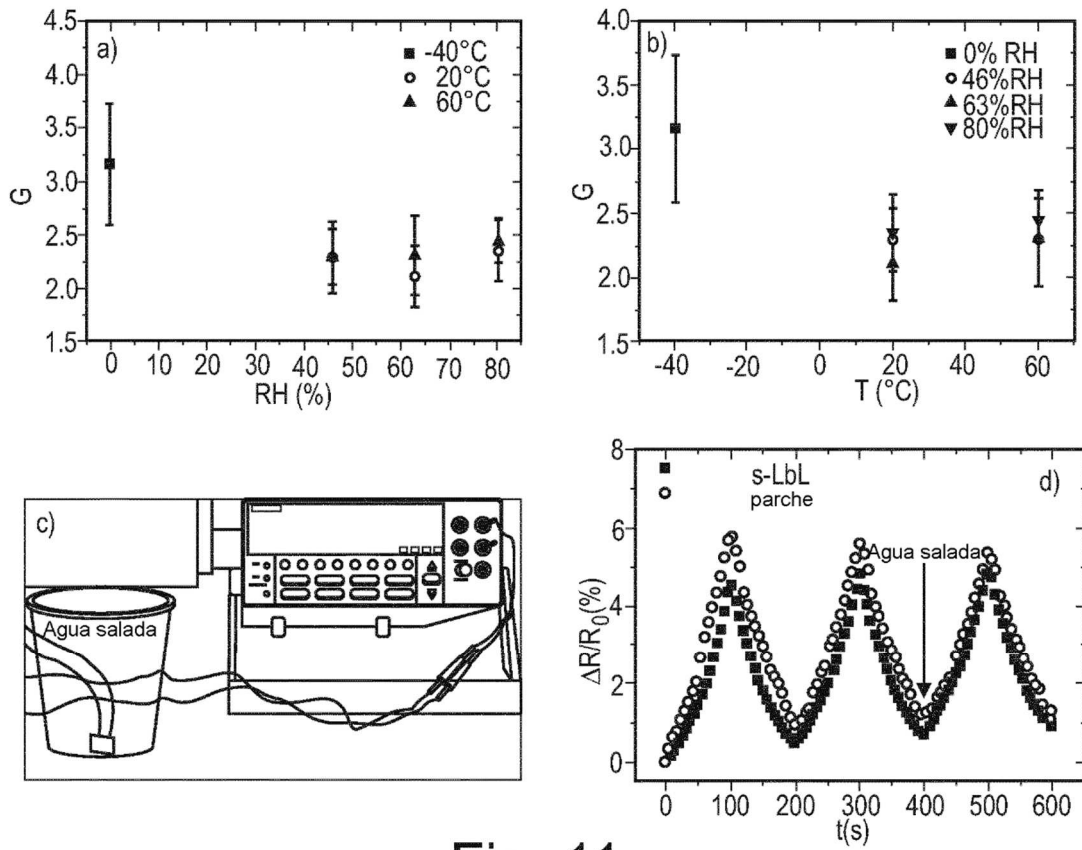 a)
-40°C
20°C
60°C
G
4.5
4.0
3.5
3.0
2.5
2.0
1.5
0 10 20 30 40 50 60 70 80
RH (%)
b)
0% RH
46%RH
63%RH
80%RH
G
4.0
3.5
3.0
2.5
2.0
1.5
-40 -20 0 20 40 60
T (°C)
c)
Agua salada
d)
s-LbL
parche
Agua salada
ΔR/R0(%)
8
6
4
2
0
0 100 200 300 400 500 600
t(s)